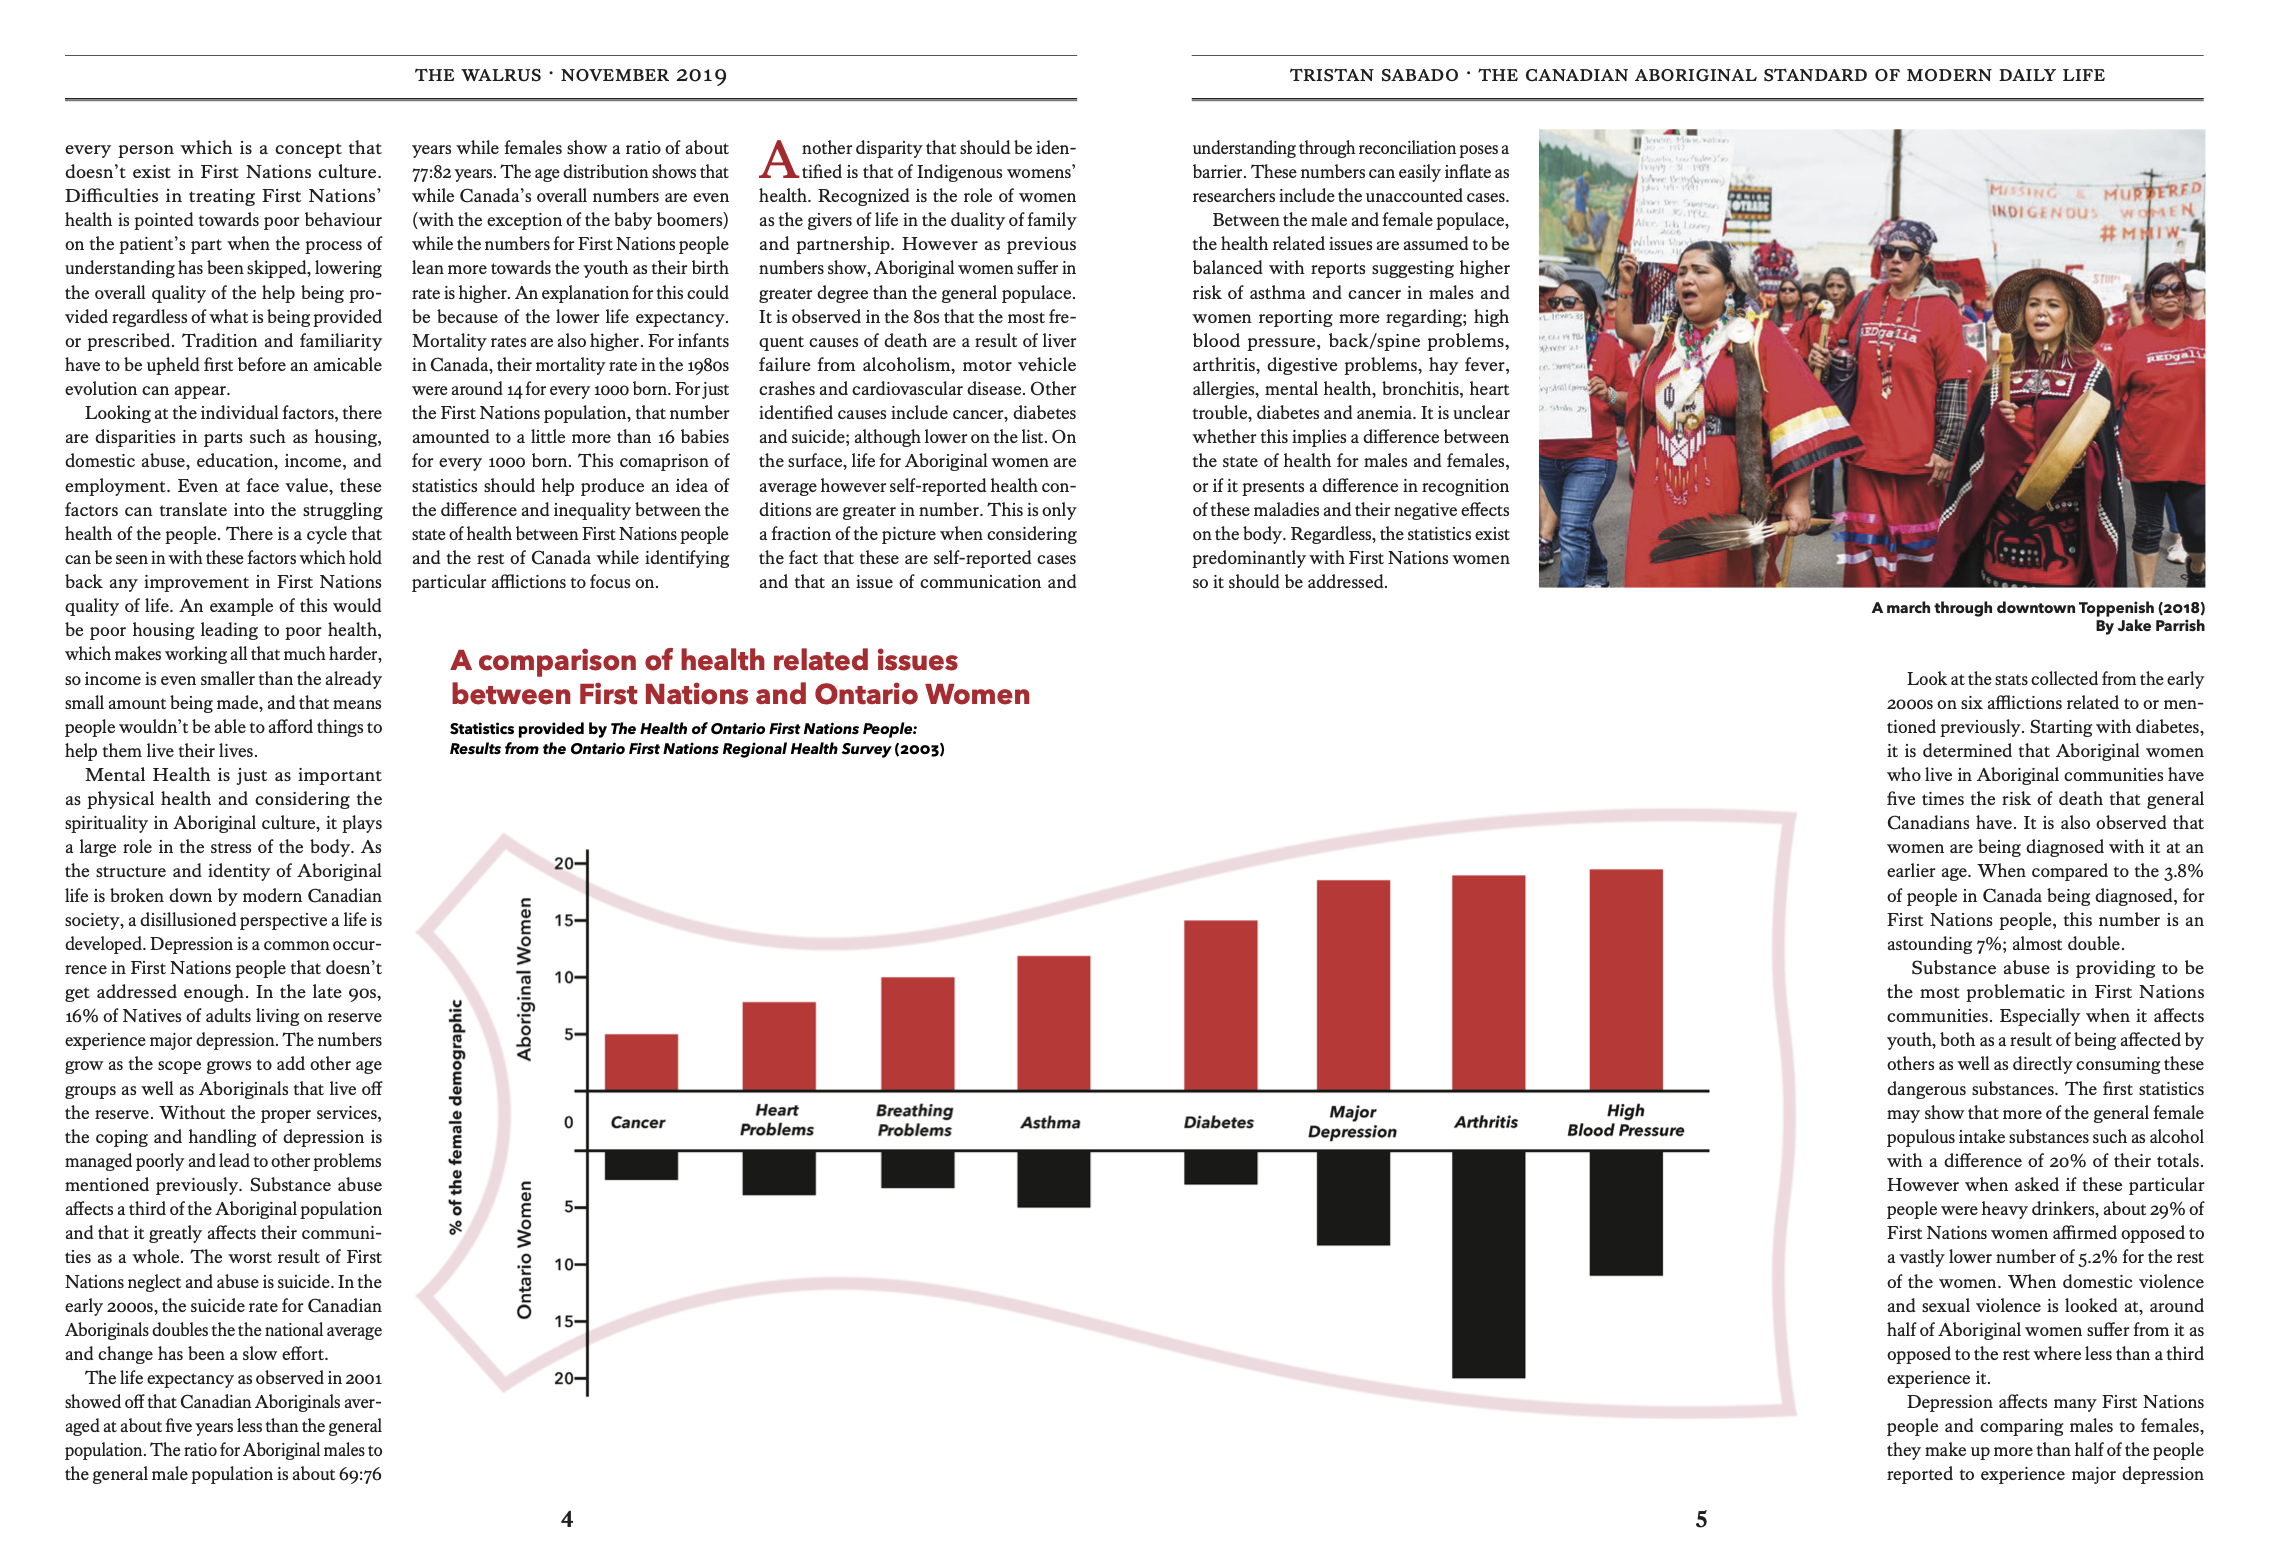 THE WALRUS · NOVEMBER 2019
every person which is a concept that
doesn't exist in First Nations culture.
Difficulties in treating First Nations'
health is pointed towards poor behaviour
on the patient's part when the process of
understanding has been skipped, lowering
the overall quality of the help being pro-
vided regardless of what is being provided
or prescribed. Tradition and familiarity
have to be upheld first before an amicable
evolution can appear.
Looking at the individual factors, there
are disparities in parts such as housing,
domestic abuse, education, income, and
employment. Even at face value, these
factors can translate into the struggling
health of the people. There is a cycle that
can be seen in with these factors which hold
back any improvement in First Nations
quality of life. An example of this would
be poor housing leading to poor health,
which makes working all that much harder,
so income is even smaller than the already
small amount being made, and that means
people wouldn't be able to afford things to
help them live their lives.
Mental Health is just as important
as physical health and considering the
spirituality in Aboriginal culture, it plays
a large role in the stress of the body. As
the structure and identity of Aboriginal
life is broken down by modern Canadian
society, a disillusioned perspective a life is
developed. Depression is a common occur-
rence in First Nations people that doesn't
get addressed enough. In the late 90s,
16% of Natives of adults living on reserve
experience major depression. The numbers
grow as the scope grows to add other age
groups as well as Aboriginals that live off
the reserve. Without the proper services,
the coping and handling of depression is
managed poorly and lead to other problems
mentioned previously. Substance abuse
affects a third of the Aboriginal population
and that it greatly affects their communi-
ties as a whole. The worst result of First
Nations neglect and abuse is suicide. In the
early 2000s, the suicide rate for Canadian
Aboriginals doubles the the national average
and change has been a slow effort.
The life expectancy as observed in 2001
showed off that Canadian Aboriginals aver-
aged at about five years less than the general
population. The ratio for Aboriginal males to
the general male population is about 69:76
years while females show a ratio of about
77:82 years. The age distribution shows that
while Canada's overall numbers are even
(with the exception of the baby boomers)
while the numbers for First Nations people
lean more towards the youth as their birth
rate is higher. An explanation for this could
be because of the lower life expectancy.
Mortality rates are also higher. For infants
in Canada, their mortality rate in the 1980s
were around 14 for every 1000 born. For just
the First Nations population, that number
amounted to a little more than 16 babies
for every 1000 born. This comaprison of
statistics should help produce an idea of
the difference and inequality between the
state of health between First Nations people
and the rest of Canada while identifying
particular afflictions to focus on.
Another disparity that should be iden-
tified is that of Indigenous womens'
health. Recognized is the role of women
as the givers of life in the duality of family
and partnership. However as previous
numbers show, Aboriginal women suffer in
greater degree than the general populace.
It is observed in the 80s that the most fre-
quent causes of death are a result of liver
failure from alcoholism, motor vehicle
crashes and cardiovascular disease. Other
identified causes include cancer, diabetes
and suicide; although lower on the list. On
the surface, life for Aboriginal women are
average however self-reported health con-
ditions are greater in number. This is only
a fraction of the picture when considering
the fact that these are self-reported cases
and that an issue of communication and
A comparison of health related issues
between First Nations and Ontario Women
Statistics provided by The Health of Ontario First Nations People:
Results from the Ontario First Nations Regional Health Survey (2003)
% of the female demographic
Aboriginal Women
Ontario Women
20
15
10
5
0
5
10
15
20
Cancer
Heart
Problems
Breathing
Problems
Asthma
Diabetes
Major
Depression
Arthritis
High
Blood Pressure
4
TRISTAN SABADO · THE CANADIAN ABORIGINAL STANDARD OF MODERN DAILY LIFE
understanding through reconciliation poses a
barrier. These numbers can easily inflate as
researchers include the unaccounted cases.
Between the male and female populace,
the health related issues are assumed to be
balanced with reports suggesting higher
risk of asthma and cancer in males and
women reporting more regarding; high
blood pressure, back/spine problems,
arthritis, digestive problems, hay fever,
allergies, mental health, bronchitis, heart
trouble, diabetes and anemia. It is unclear
whether this implies a difference between
the state of health for males and females,
or if it presents a difference in recognition
of these maladies and their negative effects
on the body. Regardless, the statistics exist
predominantly with First Nations women
so it should be addressed.
MISSING & MURDERED
INDIGENOUS WOMEN
#MMIW
REDgalia
A march through downtown Toppenish (2018)
By Jake Parrish
Look at the stats collected from the early
2000s on six afflictions related to or men-
tioned previously. Starting with diabetes,
it is determined that Aboriginal women
who live in Aboriginal communities have
five times the risk of death that general
Canadians have. It is also observed that
women are being diagnosed with it at an
earlier age. When compared to the 3.8%
of people in Canada being diagnosed, for
First Nations people, this number is an
astounding 7%; almost double.
Substance abuse is providing to be
the most problematic in First Nations
communities. Especially when it affects
youth, both as a result of being affected by
others as well as directly consuming these
dangerous substances. The first statistics
may show that more of the general female
populous intake substances such as alcohol
with a difference of 20% of their totals.
However when asked if these particular
people were heavy drinkers, about 29% of
First Nations women affirmed opposed to
a vastly lower number of 5.2% for the rest
of the women. When domestic violence
and sexual violence is looked at, around
half of Aboriginal women suffer from it as
opposed to the rest where less than a third
experience it.
Depression affects many First Nations
people and comparing males to females,
they make up more than half of the people
reported to experience major depression
5